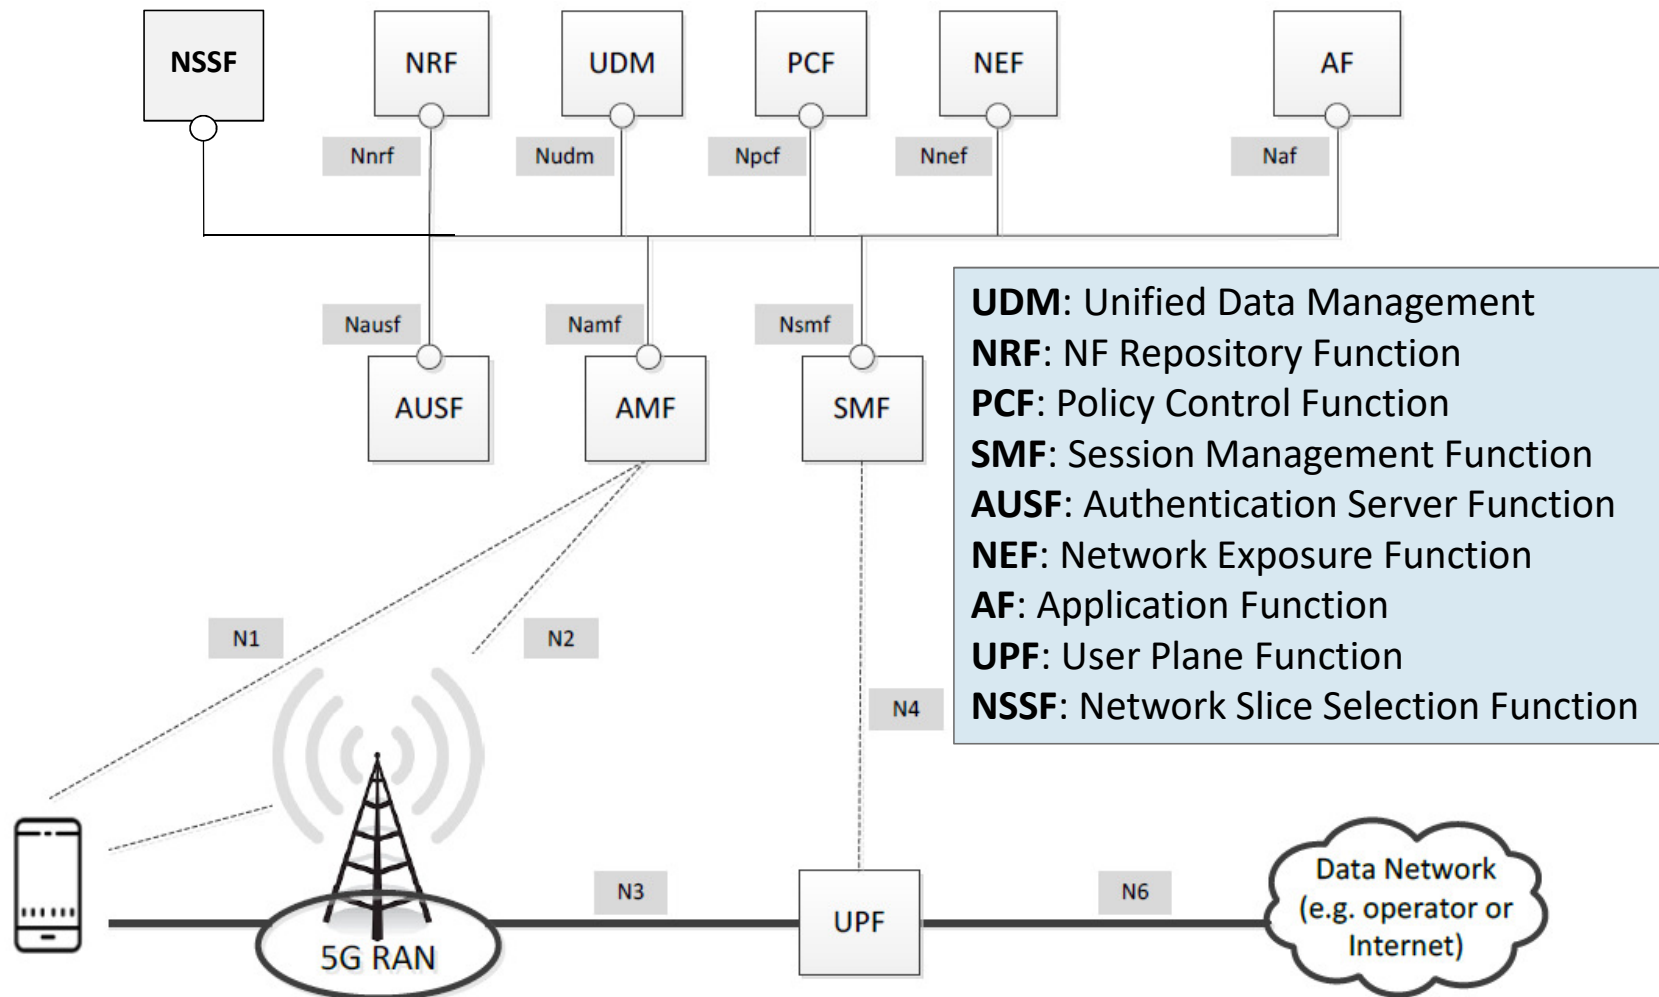 NSSF
NRF
UDM
PCF
NEF
AF
Nnrf
Nudm
Npcf
Nnef
Naf
Nausf
Namf
Nsmf
AUSF
AMF
SMF
UDM: Unified Data Management
NRF: NF Repository Function
PCF: Policy Control Function
SMF: Session Management Function
AUSF: Authentication Server Function
NEF: Network Exposure Function
AF: Application Function
UPF: User Plane Function
NSSF: Network Slice Selection Function
N1
N2
N4
N3
N6
5G RAN
UPF
Data Network
(e.g. operator or
Internet)